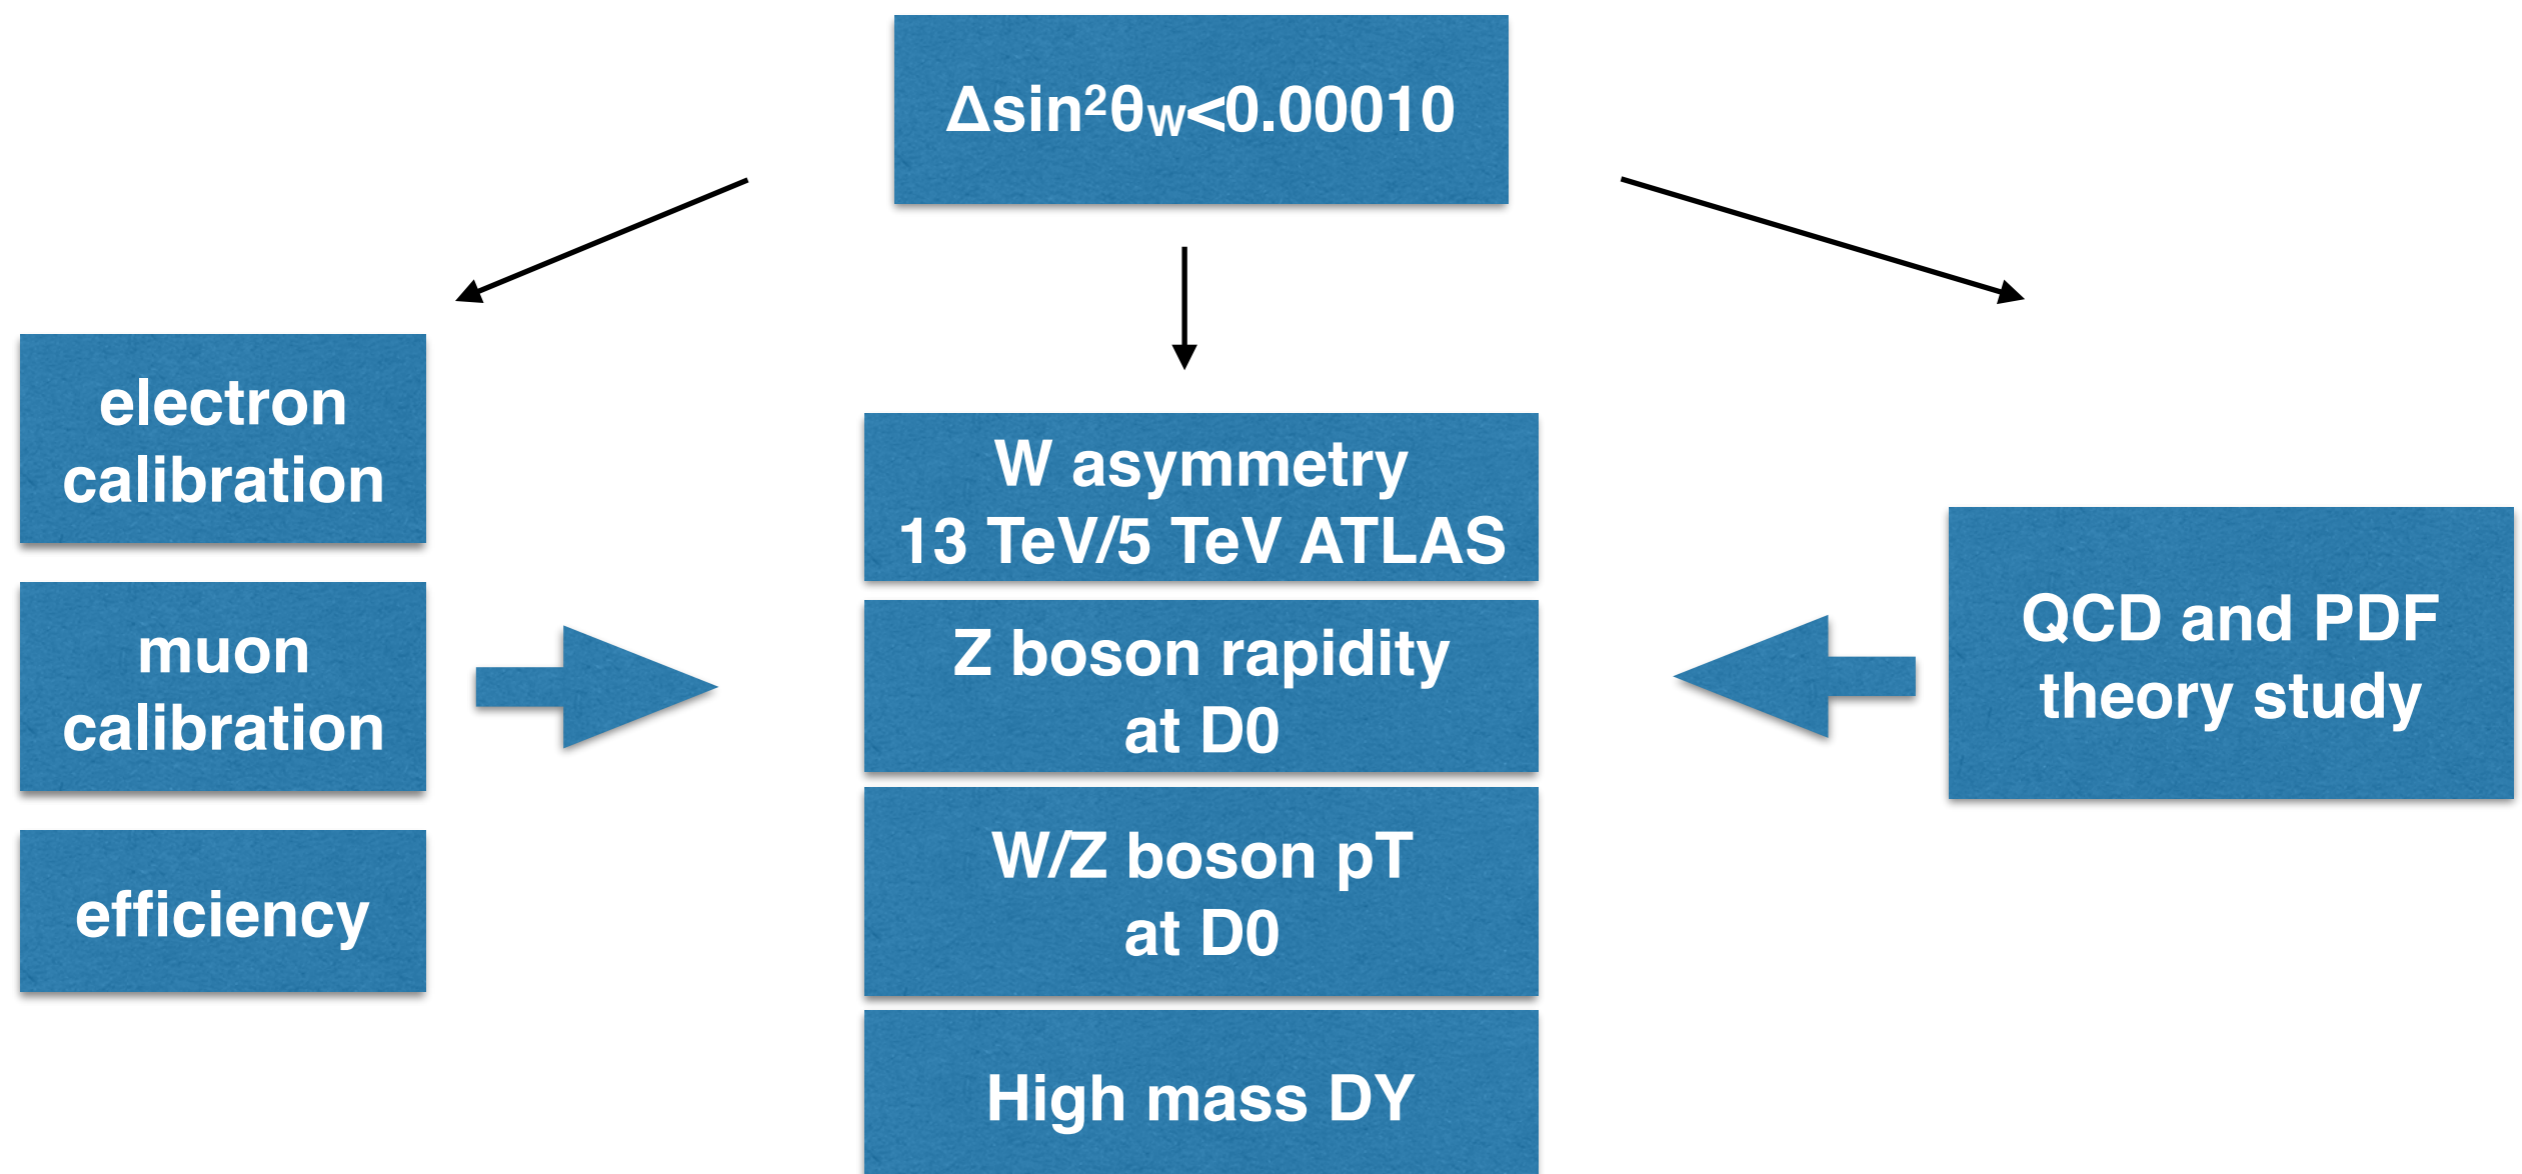 Δsin²θw<0.00010
electron
calibration
muon
calibration
efficiency
W asymmetry
13 TeV/5 TeV ATLAS
Z boson rapidity
at D0
W/Z boson pT
at D0
High mass DY
QCD and PDF
theory study